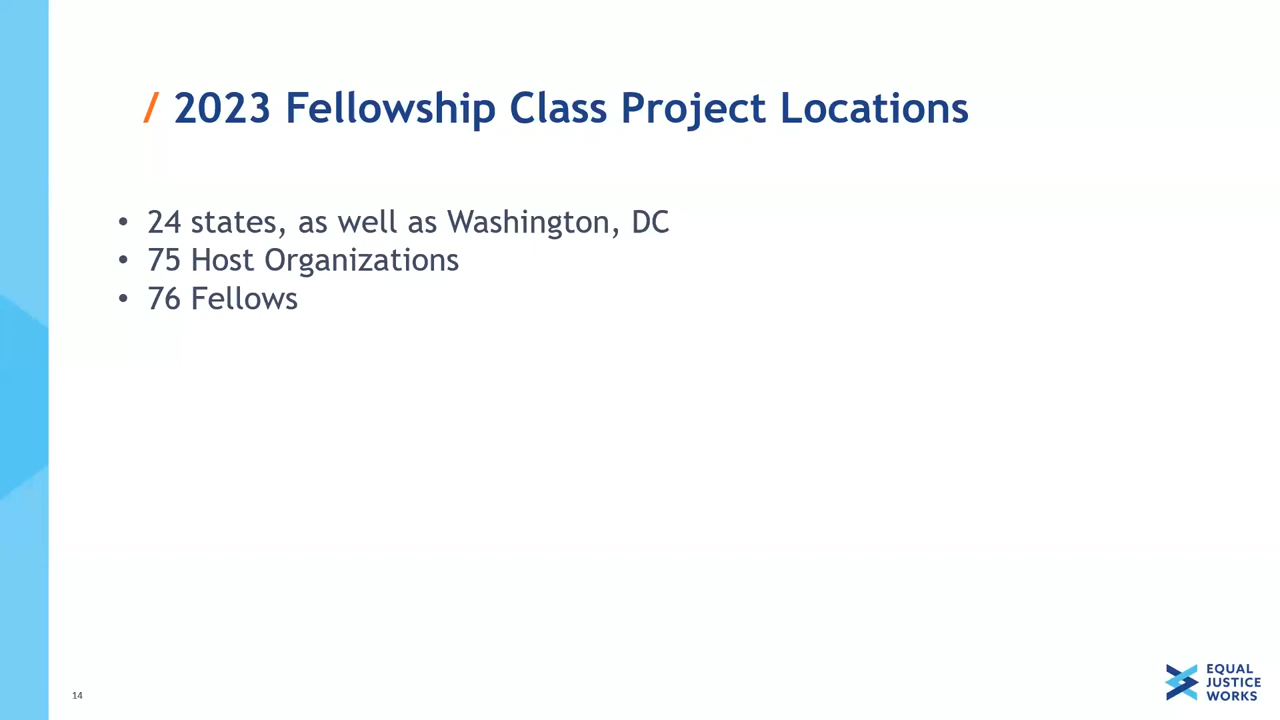 / 2023 Fellowship Class Project Locations
• 24 states, as well as Washington, DC
• 75 Host Organizations
• 76 Fellows
14
EQUAL
JUSTICE
WORKS